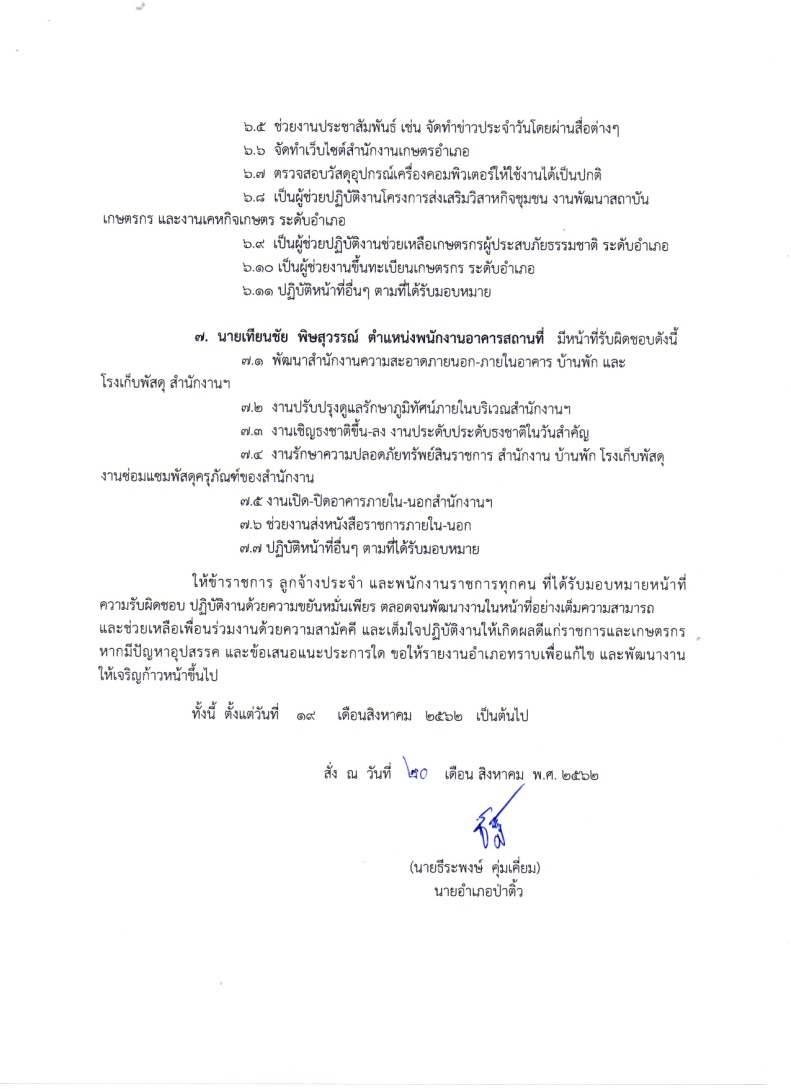 ๖.๕ ช่วยงานประชาสัมพันธ์ เช่น จัดทำข่าวประจำวันโดยผ่านสื่อต่างๆ
๖.๖ จัดทำเว็บไซต์สำนักงานเกษตรอำเภอ
๖.๗ ตรวจสอบวัสดุอุปกรณ์เครื่องคอมพิวเตอร์ให้ใช้งานได้เป็นปกติ
๖.๘ เป็นผู้ช่วยปฏิบัติงานโครงการส่งเสริมวิสาหกิจชุมชน งานพัฒนาสถาบัน
เกษตรกร และงานเคหกิจเกษตร ระดับอำเภอ
๖.๙ เป็นผู้ช่วยปฏิบัติงานช่วยเหลือเกษตรกรผู้ประสบภัยธรรมชาติ ระดับอำเภอ
๖.๑๐ เป็นผู้ช่วยงานขึ้นทะเบียนเกษตรกร ระดับอำเภอ
๖.๑๑ ปฏิบัติหน้าที่อื่นๆ ตามที่ได้รับมอบหมาย
๗. นายเทียนชัย พิษสุวรรณ์ ตำแหน่งพนักงานอาคารสถานที่ มีหน้าที่รับผิดชอบดังนี้
๗.๑ พัฒนาสำนักงานความสะอาดภายนอก-ภายในอาคาร บ้านพัก และ
โรงเก็บพัสดุ สำนักงานฯ
๗.๒ งานปรับปรุงดูแลรักษาภูมิทัศน์ภายในบริเวณสำนักงานฯ
๗.๓ งานเชิญธงชาติขึ้น-ลง งานประดับประดับธงชาติในวันสำคัญ
๗.๔ งานรักษาความปลอดภัยทรัพย์สินราชการ สำนักงาน บ้านพัก โรงเก็บพัสดุ
งานซ่อมแซมพัสดุครุภัณฑ์ของสำนักงาน
๗.๕ งานเปิด-ปิดอาคารภายใน-นอกสำนักงานฯ
๗.๖ ช่วยงานส่งหนังสือราชการภายใน-นอก
๗.๗ ปฏิบัติหน้าที่อื่นๆ ตามที่ได้รับมอบหมาย
ให้ข้าราชการ ลูกจ้างประจำ และพนักงานราชการทุกคน ที่ได้รับมอบหมายหน้าที่
ความรับผิดชอบ ปฏิบัติงานด้วยความขยันหมั่นเพียร ตลอดจนพัฒนางานในหน้าที่อย่างเต็มความสามารถ
และช่วยเหลือเพื่อนร่วมงานด้วยความสามัคคี และเต็มใจปฏิบัติงานให้เกิดผลดีแก่ราชการและเกษตรกร
หากมีปัญหาอุปสรรค และข้อเสนอแนะประการใด ขอให้รายงานอำเภอทราบเพื่อแก้ไข และพัฒนางาน
ให้เจริญก้าวหน้าขึ้นไป
ทั้งนี้ ตั้งแต่วันที่ ๑๙ เดือนสิงหาคม ๒๕๖๒ เป็นต้นไป
สั่ง ณ วันที่ ๒๐ เดือน สิงหาคม พ.ศ. ๒๕๖๒
(นายธีระพงษ์ คุ่มเคี่ยม)
นายอำเภอป่าติ้ว